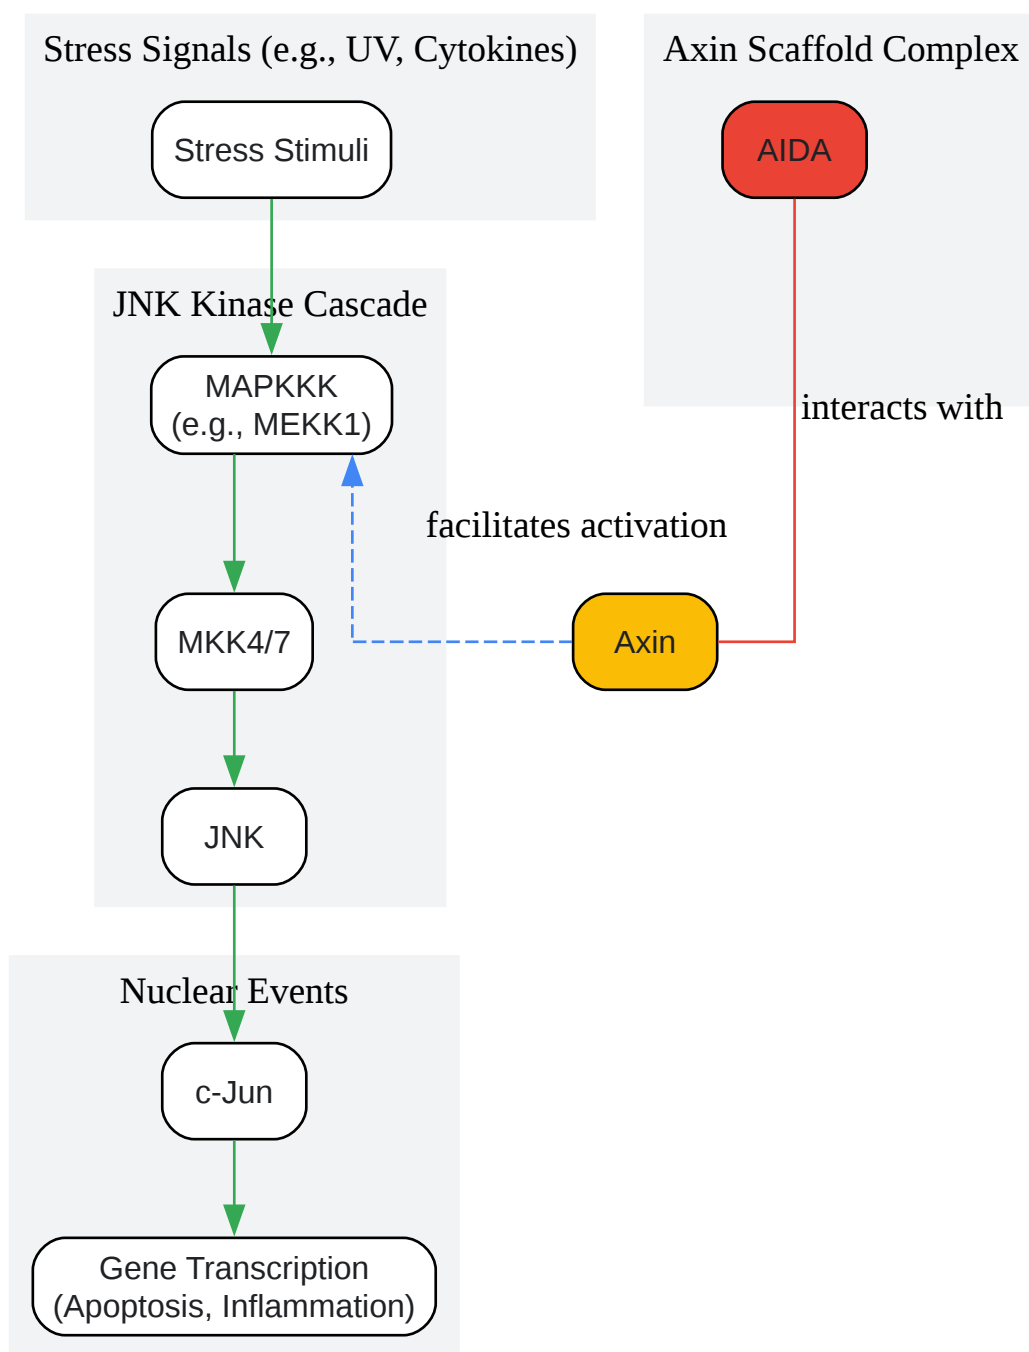 Stress Signals (e.g., UV, Cytokines)
Axin Scaffold Complex
Stress Stimuli
AIDA
JNK Kinase Cascade
MAPKKK
(e.g., MEKK1)
interacts with
facilitates activation
MKK4/7
Axin
JNK
Nuclear Events
c-Jun
Gene Transcription
(Apoptosis, Inflammation)